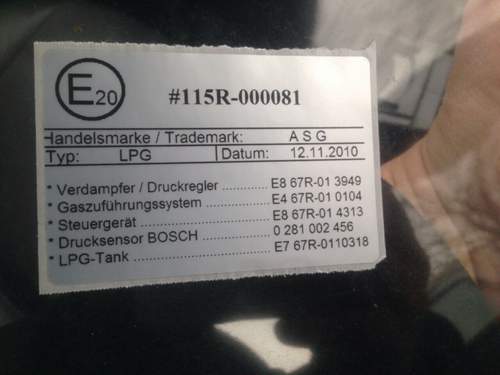 E20
#115R-000081
Handelsmarke / Trademark: ASG
Typ: LPG Datum: 12.11.2010
* Verdampfer / Druckregler ............ E8 67R-01 3949
* Gaszuführungssystem .................. E4 67R-01 0104
* Steuergerät ................................ E8 67R-01 4313
* Drucksensor BOSCH ................. 0 281 002 456
* LPG-Tank .................................. E7 67R-0110318